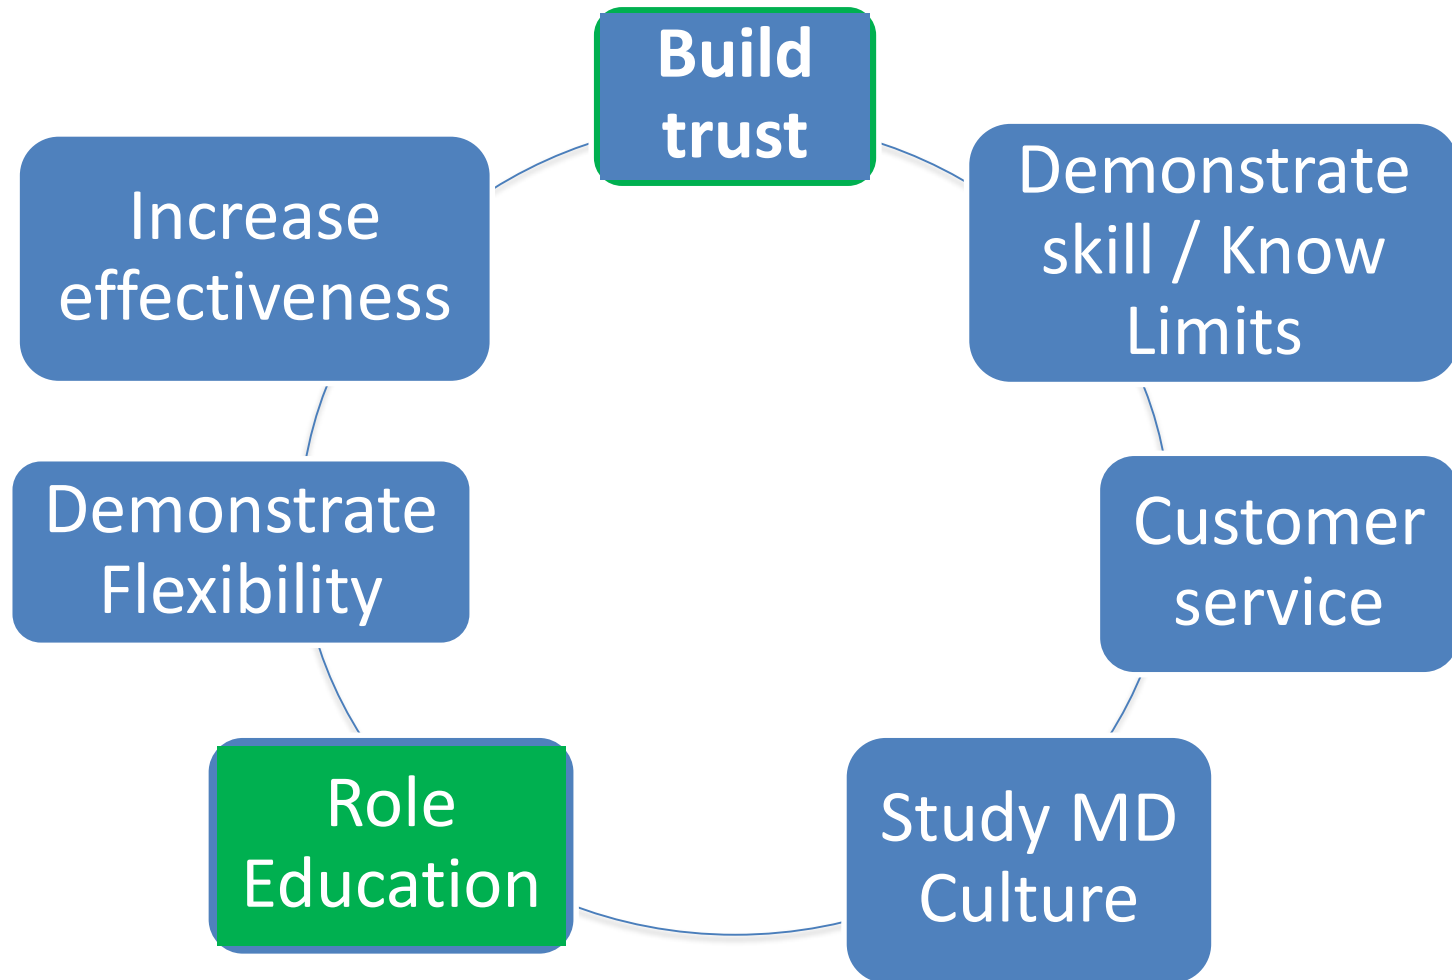 Build
trust
Demonstrate
skill / Know
Limits
Customer
service
Study MD
Culture
Role
Education
Demonstrate
Flexibility
Increase
effectiveness